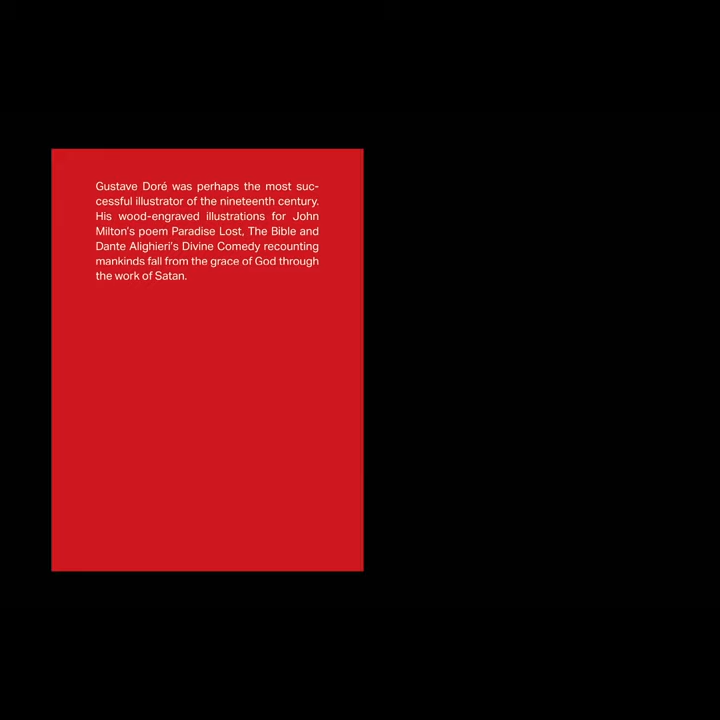 Gustave Doré was perhaps the most suc-
cessful illustrator of the nineteenth century.
His wood-engraved illustrations for John
Milton's poem Paradise Lost, The Bible and
Dante Alighieri's Divine Comedy recounting
mankinds fall from the grace of God through
the work of Satan.